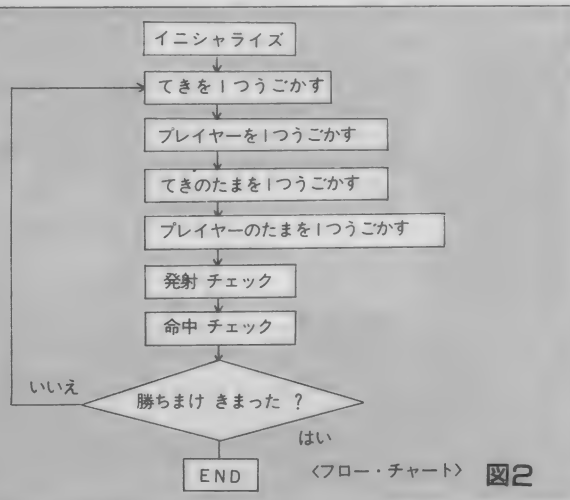 イニシャライズ
てきを1つうごかす
プレイヤーを1つうごかす
てきのたまを1つうごかす
プレイヤーのたまを1つうごかす
発射 チェック
命中 チェック
勝ちまけ きまった ?
いいえ
はい
END
〈フロー・チャート〉 図2